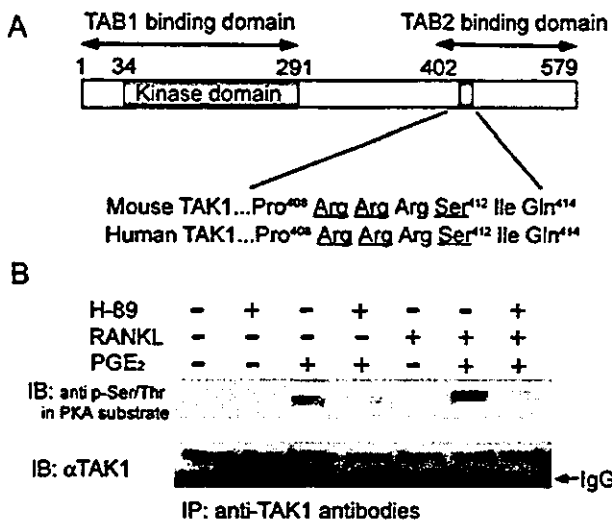 A
TAB1 binding domain TAB2 binding domain
1 34 291 402 579
Kinase domain
Mouse TAK1...Pro⁴⁰⁸ Arg Arg Arg Ser⁴¹² Ile Gln⁴¹⁴
Human TAK1...Pro⁴⁰⁸ Arg Arg Arg Ser⁴¹² Ile Gln⁴¹⁴
B
H-89 - + - + - - +
RANKL - - - - + + +
PGE₂ - - + + - + +
IB: anti p-Ser/Thr
in PKA substrate
IB: αTAK1
IgG
IP: anti-TAK1 antibodies